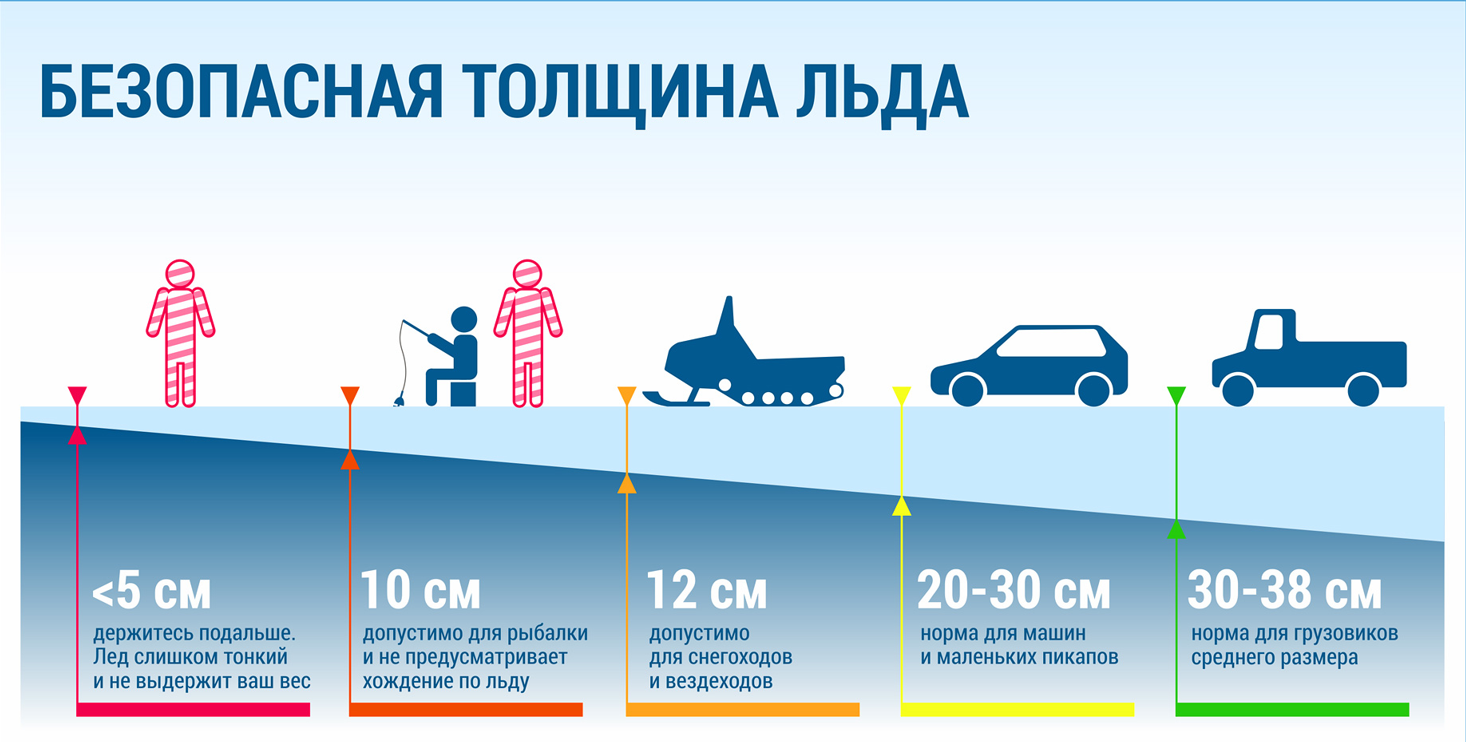 БЕЗОПАСНАЯ ТОЛЩИНА ЛЬДА
<5 см
держитесь подальше.
Лед слишком тонкий
и не выдержит ваш вес
10 см
допустимо для рыбалки
и не предусматривает
хождение по льду
12 см
допустимо
для снегоходов
и вездеходов
20-30 см
норма для машин
и маленьких пикапов
30-38 см
норма для грузовиков
среднего размера